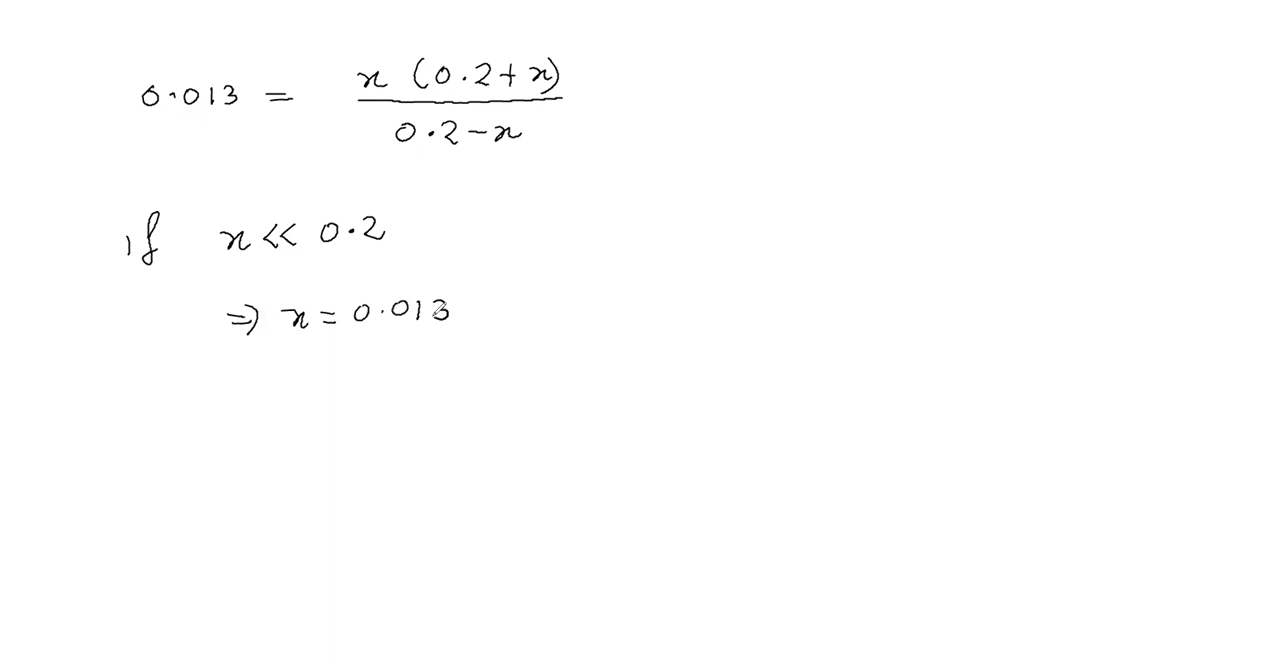 0.013 = x (0.2+x) / 0.2-x
if x << 0.2
⇒ x = 0.013